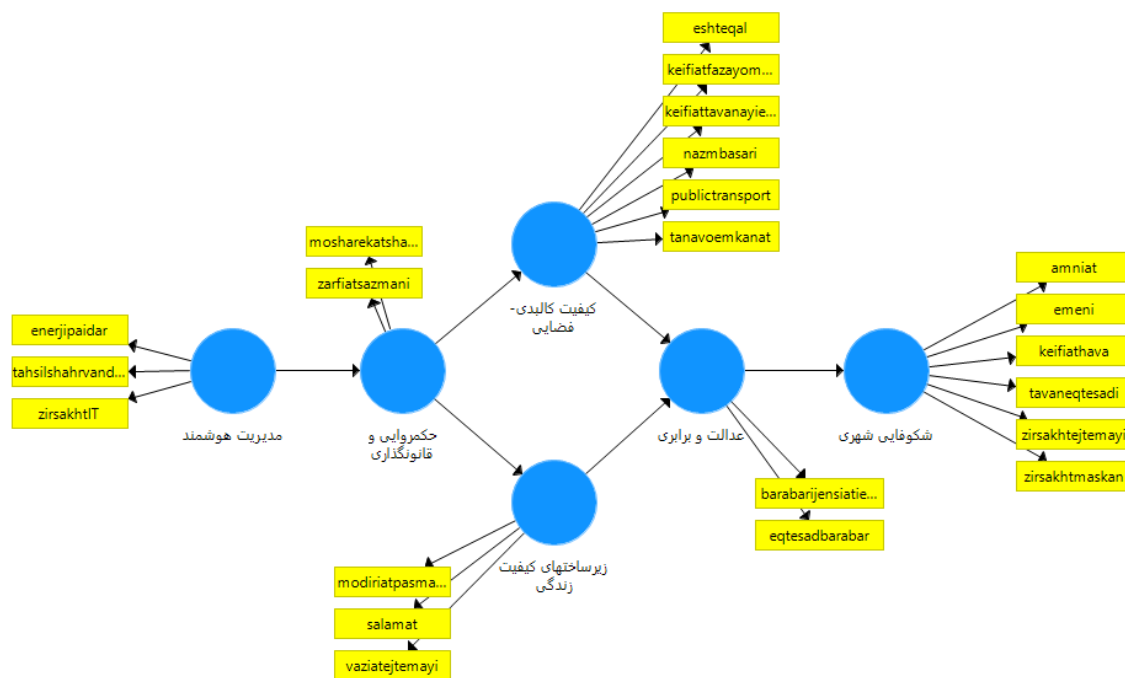 eshteqal
keifiatfazayom...
keifiattavanayie...
nazmbasari
publictransport
tanavoemkanat
mosharekatsha...
zarfiatsazmani
کیفیت کالبدی-
فضایی
amniat
emeni
keifiathava
tavaneqtesadi
zirsakhtejtemayi
zirsakhtmaskan
enerjipaidar
tahsilshahrvand...
zirsakhtIT
مدیریت هوشمند
حکمروایی و
قانونگذاری
عدالت و برابری
شکوفایی شهری
barabarijensiatie...
eqtesadbarabar
زیرساختهای کیفیت
زندگی
modiriatpasma...
salamat
vaziatejtemayi